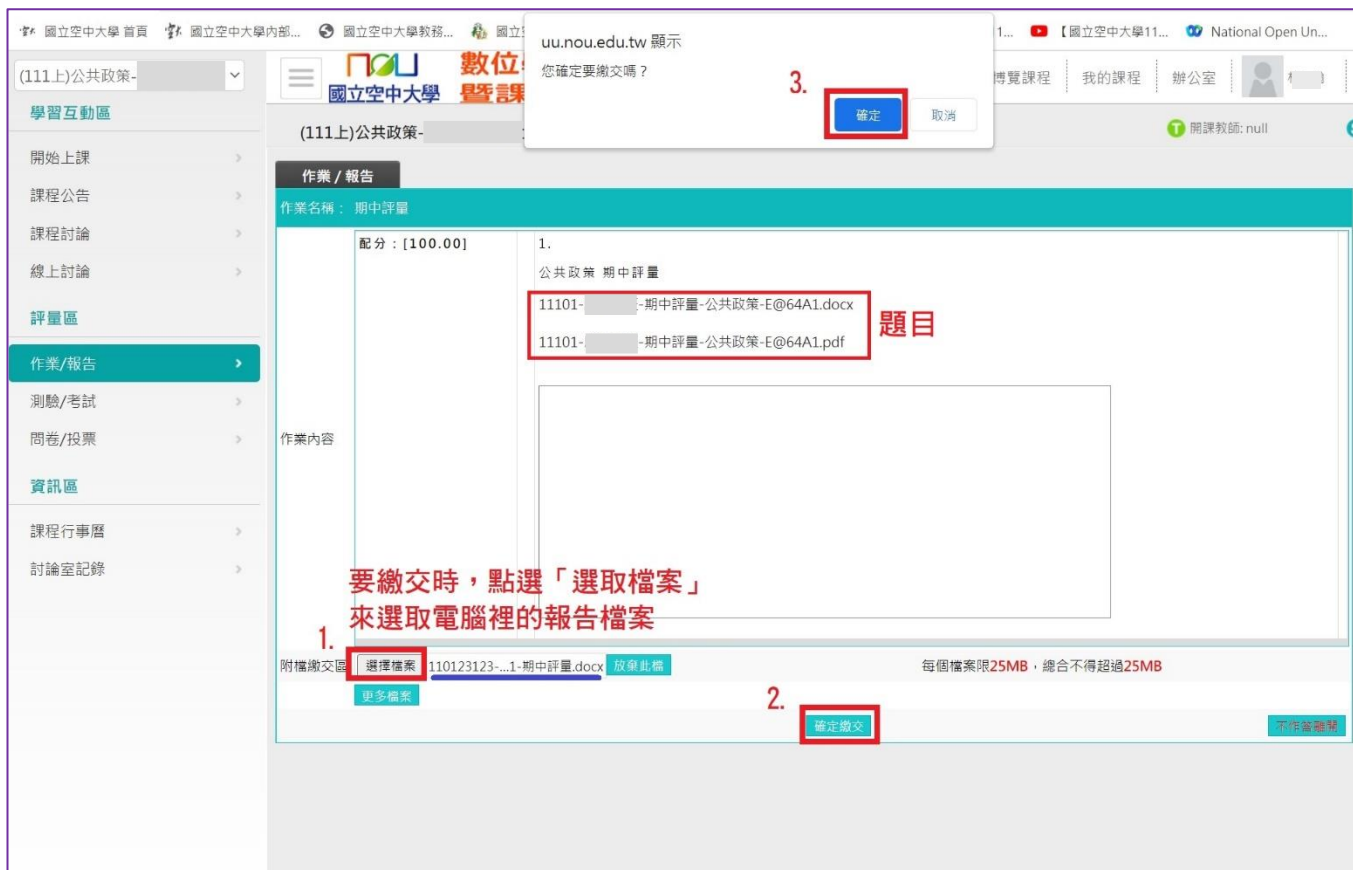 國立空中大學 首頁 國立空中大學內部... 國立空中大學教務... 國立 1... 【國立空中大學11... National Open Un...
uu.nou.edu.tw 顯示
您確定要繳交嗎？
3.
確定 取消
(111上)公共政策-
nou
國立空中大學
數位
暨課
博覽課程 我的課程 辦公室
學習互動區
(111上)公共政策-
開課教師: null
開始上課
課程公告
課程討論
線上討論
評量區
作業/報告
測驗/考試
問卷/投票
資訊區
課程行事曆
討論室記錄
作業 / 報告
作業名稱： 期中評量
配分：[100.00]
1.
公共政策 期中評量
11101- -期中評量-公共政策-E@64A1.docx
11101- -期中評量-公共政策-E@64A1.pdf
題目
作業內容
要繳交時，點選「選取檔案」
來選取電腦裡的報告檔案
1.
附檔繳交區 選擇檔案 110123123-...1-期中評量.docx 放棄此檔 每個檔案限25MB，總合不得超過25MB
更多檔案
2.
確定繳交 不作答離開